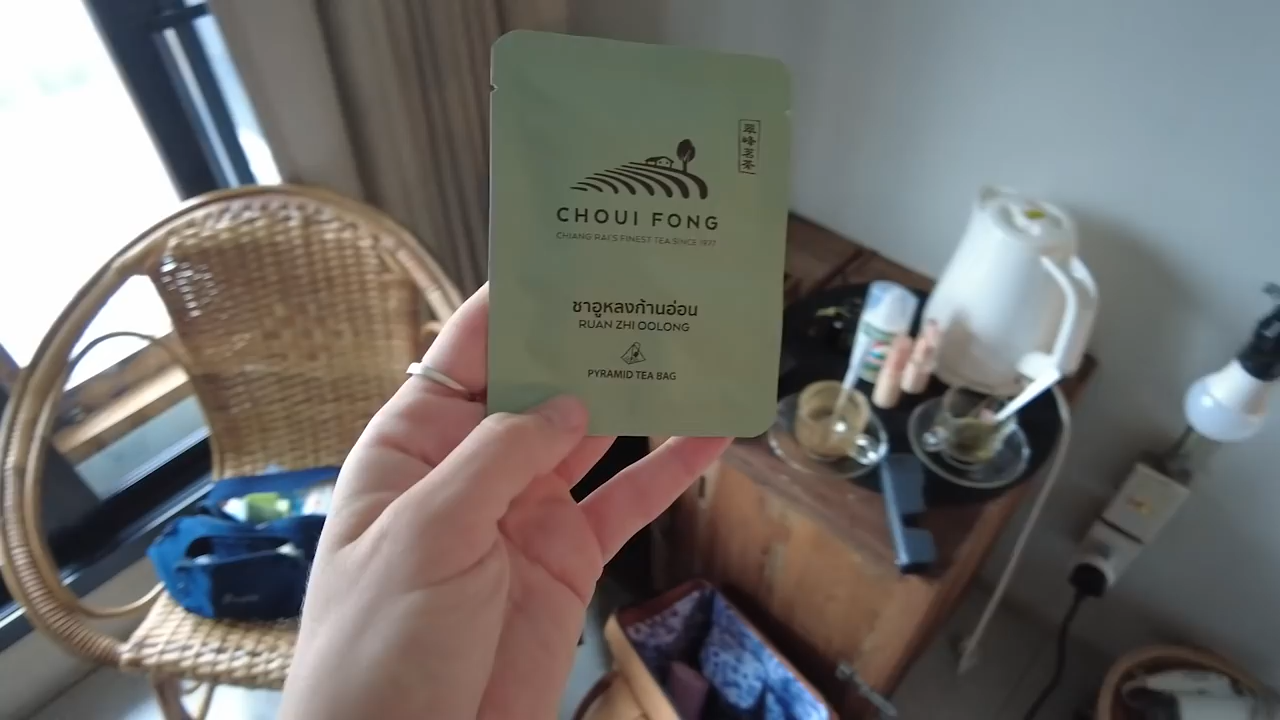 翠峰茗茶
CHOUI FONG
CHIANG RAI'S FINEST TEA SINCE 1977
ชาอูหลงก้านอ่อน
RUAN ZHI OOLONG
PYRAMID TEA BAG